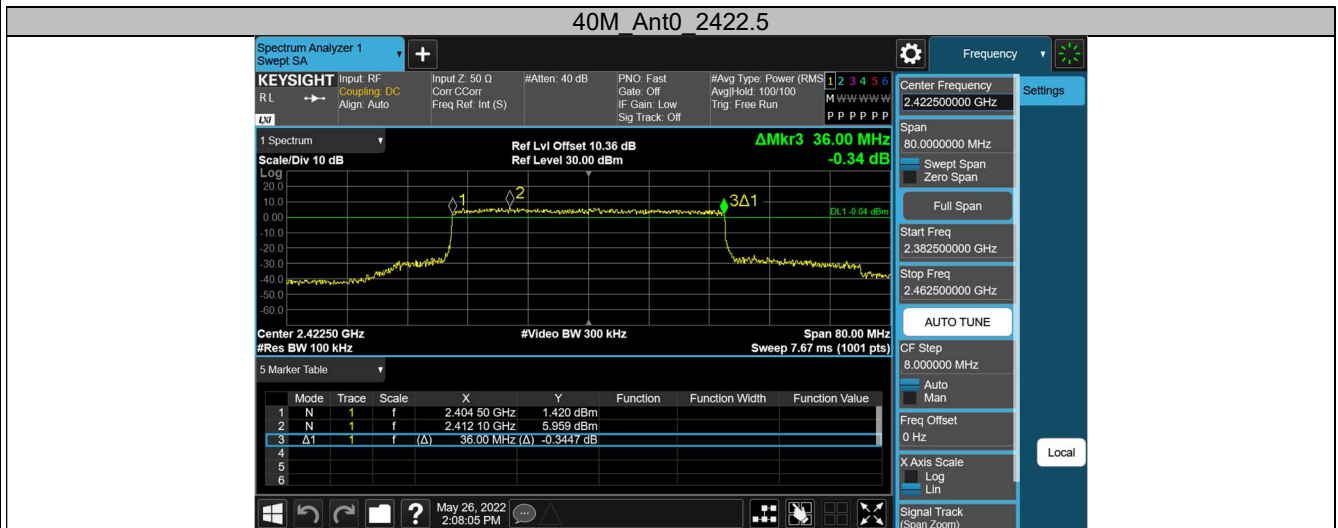 40M_Ant0_2422.5
Spectrum Analyzer 1
Swept SA
+
Frequency
KEYSIGHT
RL
LXI
Input: RF
Coupling: DC
Align: Auto
Input Z: 50 Ω
Corr CCorr
Freq Ref: Int (S)
#Atten: 40 dB
PNO: Fast
Gate: Off
IF Gain: Low
Sig Track: Off
#Avg Type: Power (RMS
Avg|Hold: 100/100
Trig: Free Run
1 2 3 4 5 6
M W W W W W
P P P P P P
1 Spectrum
Scale/Div 10 dB
Ref Lvl Offset 10.36 dB
Ref Level 30.00 dBm
ΔMkr3 36.00 MHz
-0.34 dB
Log
20.0
10.0
0.00
-10.0
-20.0
-30.0
-40.0
-50.0
-60.0
1
2
3Δ1
DL1 -0.04 dBm
Center 2.42250 GHz
#Video BW 300 kHz
Span 80.00 MHz
#Res BW 100 kHz
Sweep 7.67 ms (1001 pts)
5 Marker Table
Mode Trace Scale X Y Function Function Width Function Value
1 N 1 f 2.404 50 GHz 1.420 dBm
2 N 1 f 2.412 10 GHz 5.959 dBm
3 Δ1 1 f (Δ) 36.00 MHz (Δ) -0.3447 dB
4
5
6
?
May 26, 2022
2:08:05 PM
Center Frequency
2.422500000 GHz
Settings
Span
80.0000000 MHz
Swept Span
Zero Span
Full Span
Start Freq
2.382500000 GHz
Stop Freq
2.462500000 GHz
AUTO TUNE
CF Step
8.000000 MHz
Auto
Man
Freq Offset
0 Hz
X Axis Scale
Log
Lin
Local
Signal Track
(Span Zoom)